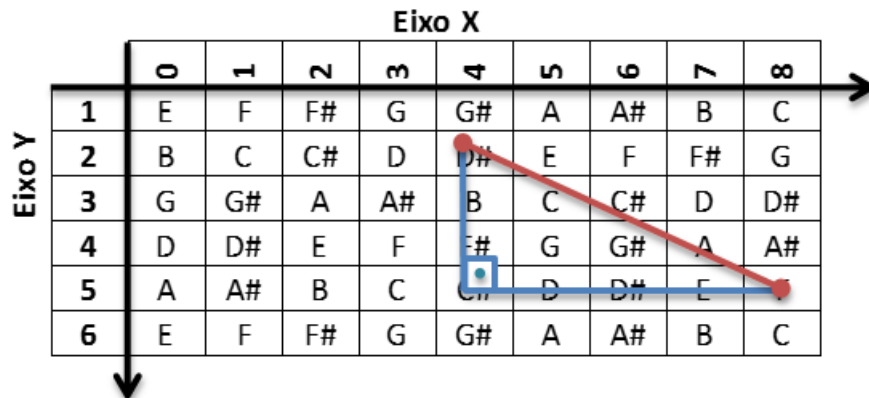 Eixo X
0 1 2 3 4 5 6 7 8
Eixo Y
1 E F F# G G# A A# B C
2 B C C# D D# E F F# G
3 G G# A A# B C C# D D#
4 D D# E F F# G G# A A#
5 A A# B C C# D D# E
6 E F F# G G# A A# B C